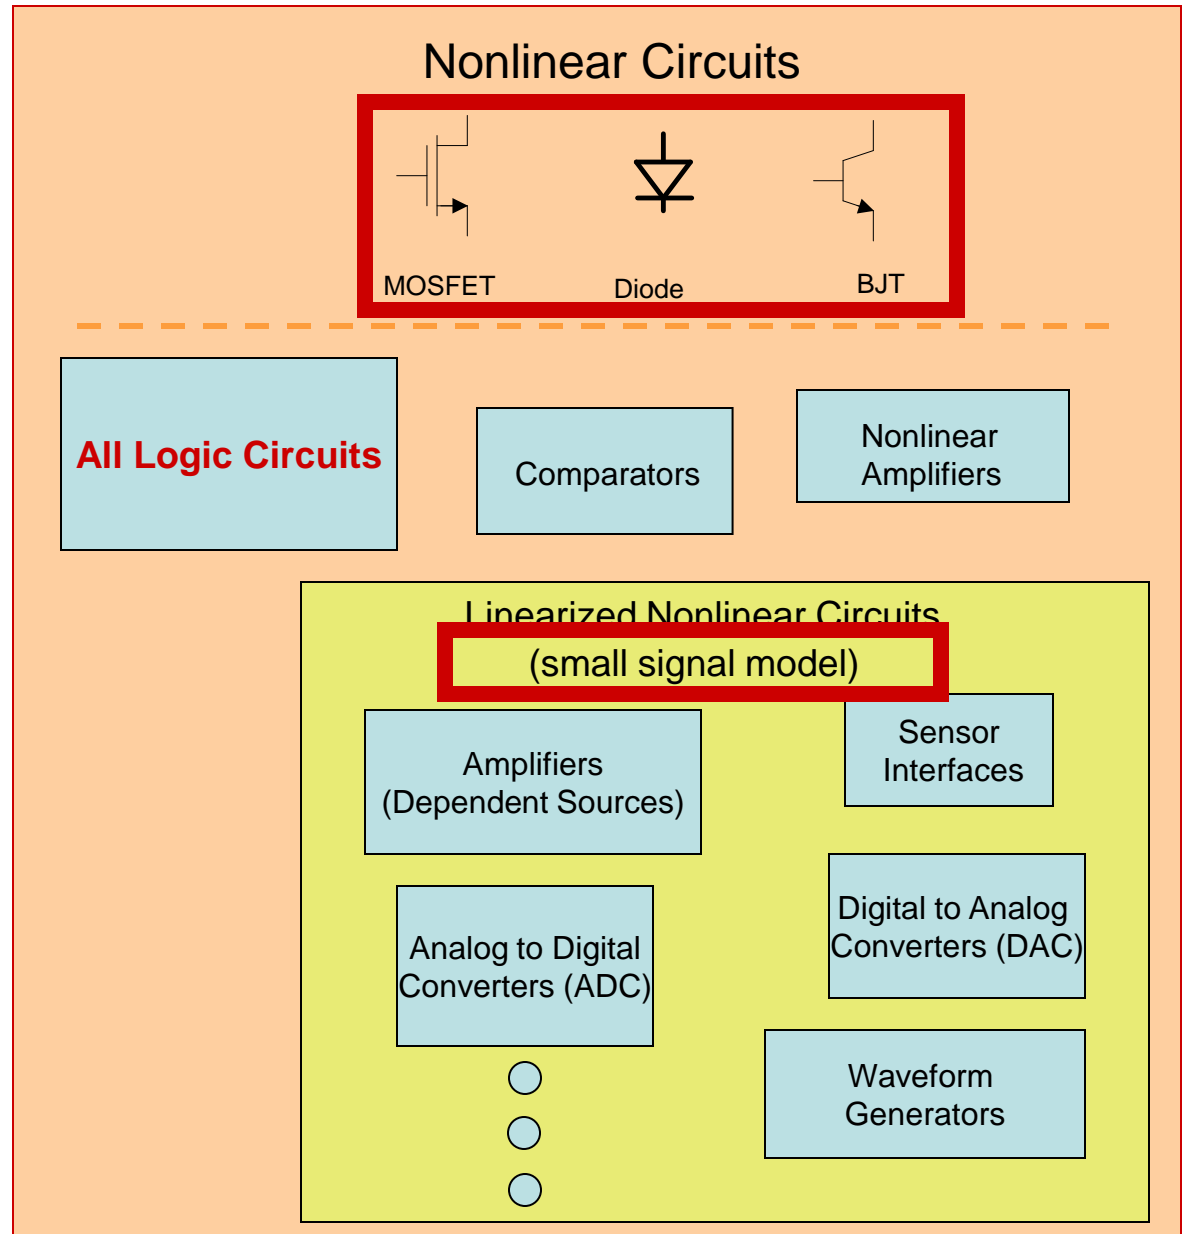 Nonlinear Circuits
MOSFET
Diode
BJT
All Logic Circuits
Comparators
Nonlinear
Amplifiers
Linearized Nonlinear Circuits
(small signal model)
Amplifiers
(Dependent Sources)
Sensor
Interfaces
Analog to Digital
Converters (ADC)
Digital to Analog
Converters (DAC)
Waveform
Generators